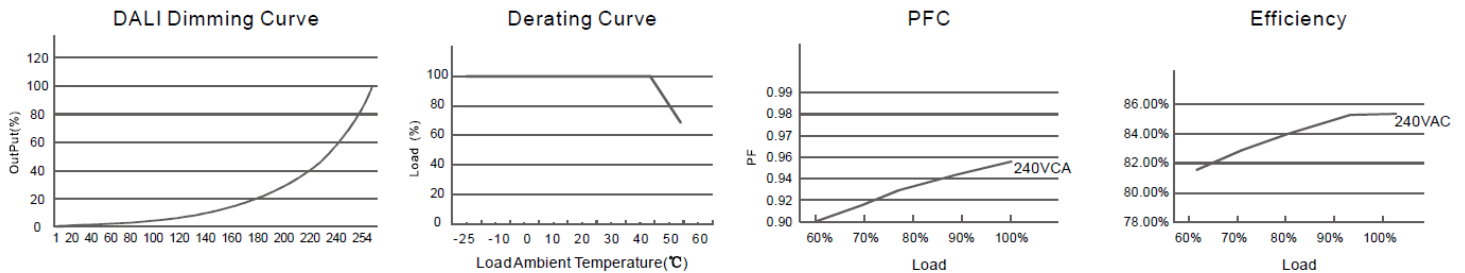 DALI Dimming Curve
OutPut(%)
120
100
80
60
40
20
0
1 20 40 60 80 100 120 140 160 180 200 220 240 254
Derating Curve
Load (%)
100
80
60
40
20
0
-25 -10 0 10 20 30 40 50 60
Load Ambient Temperature(℃)
PFC
PF
0.99
0.98
0.97
0.96
0.94
0.92
0.90
240VCA
60% 70% 80% 90% 100%
Load
Efficiency
86.00%
84.00%
82.00%
80.00%
78.00%
240VAC
60% 70% 80% 90% 100%
Load